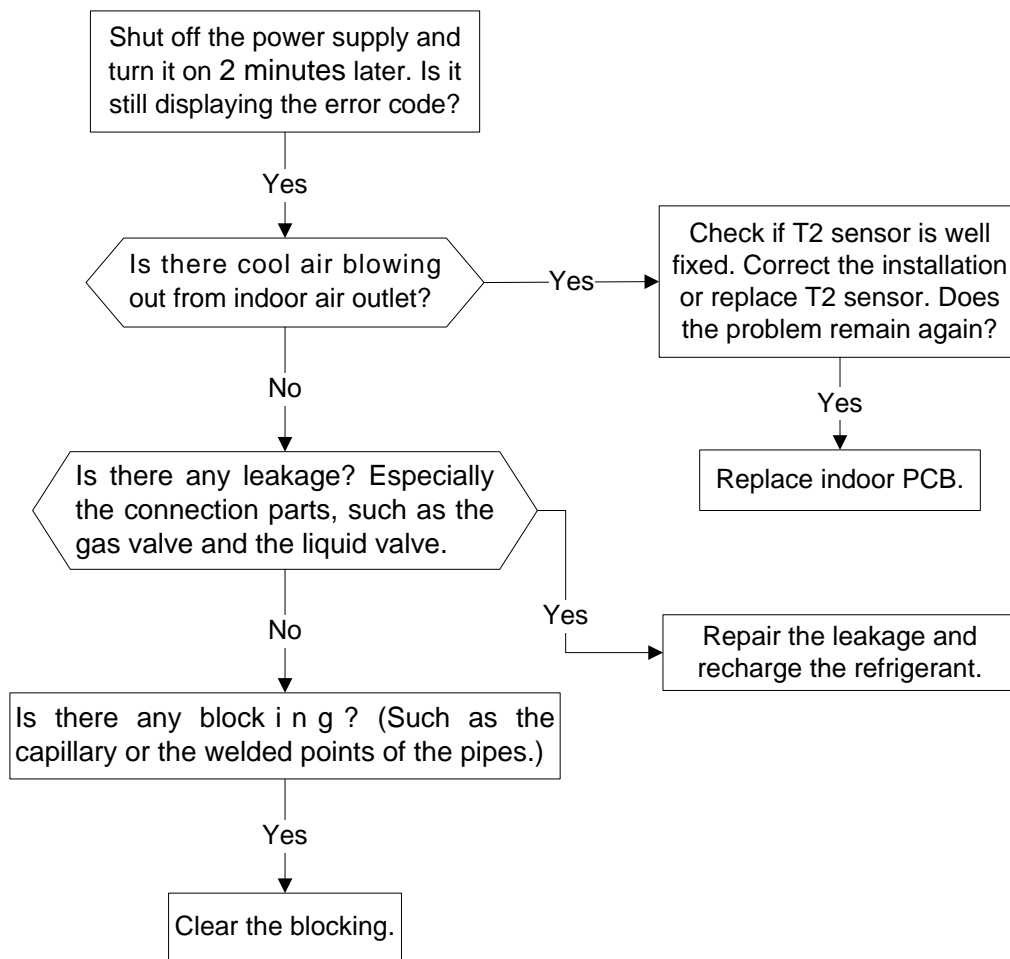 Shut off the power supply and
turn it on 2 minutes later. Is it
still displaying the error code?
Yes
Is there cool air blowing
out from indoor air outlet?
Yes
Check if T2 sensor is well
fixed. Correct the installation
or replace T2 sensor. Does
the problem remain again?
Yes
Replace indoor PCB.
No
Is there any leakage? Especially
the connection parts, such as the
gas valve and the liquid valve.
Yes
Repair the leakage and
recharge the refrigerant.
No
Is there any blocking? (Such as the
capillary or the welded points of the pipes.)
Yes
Clear the blocking.